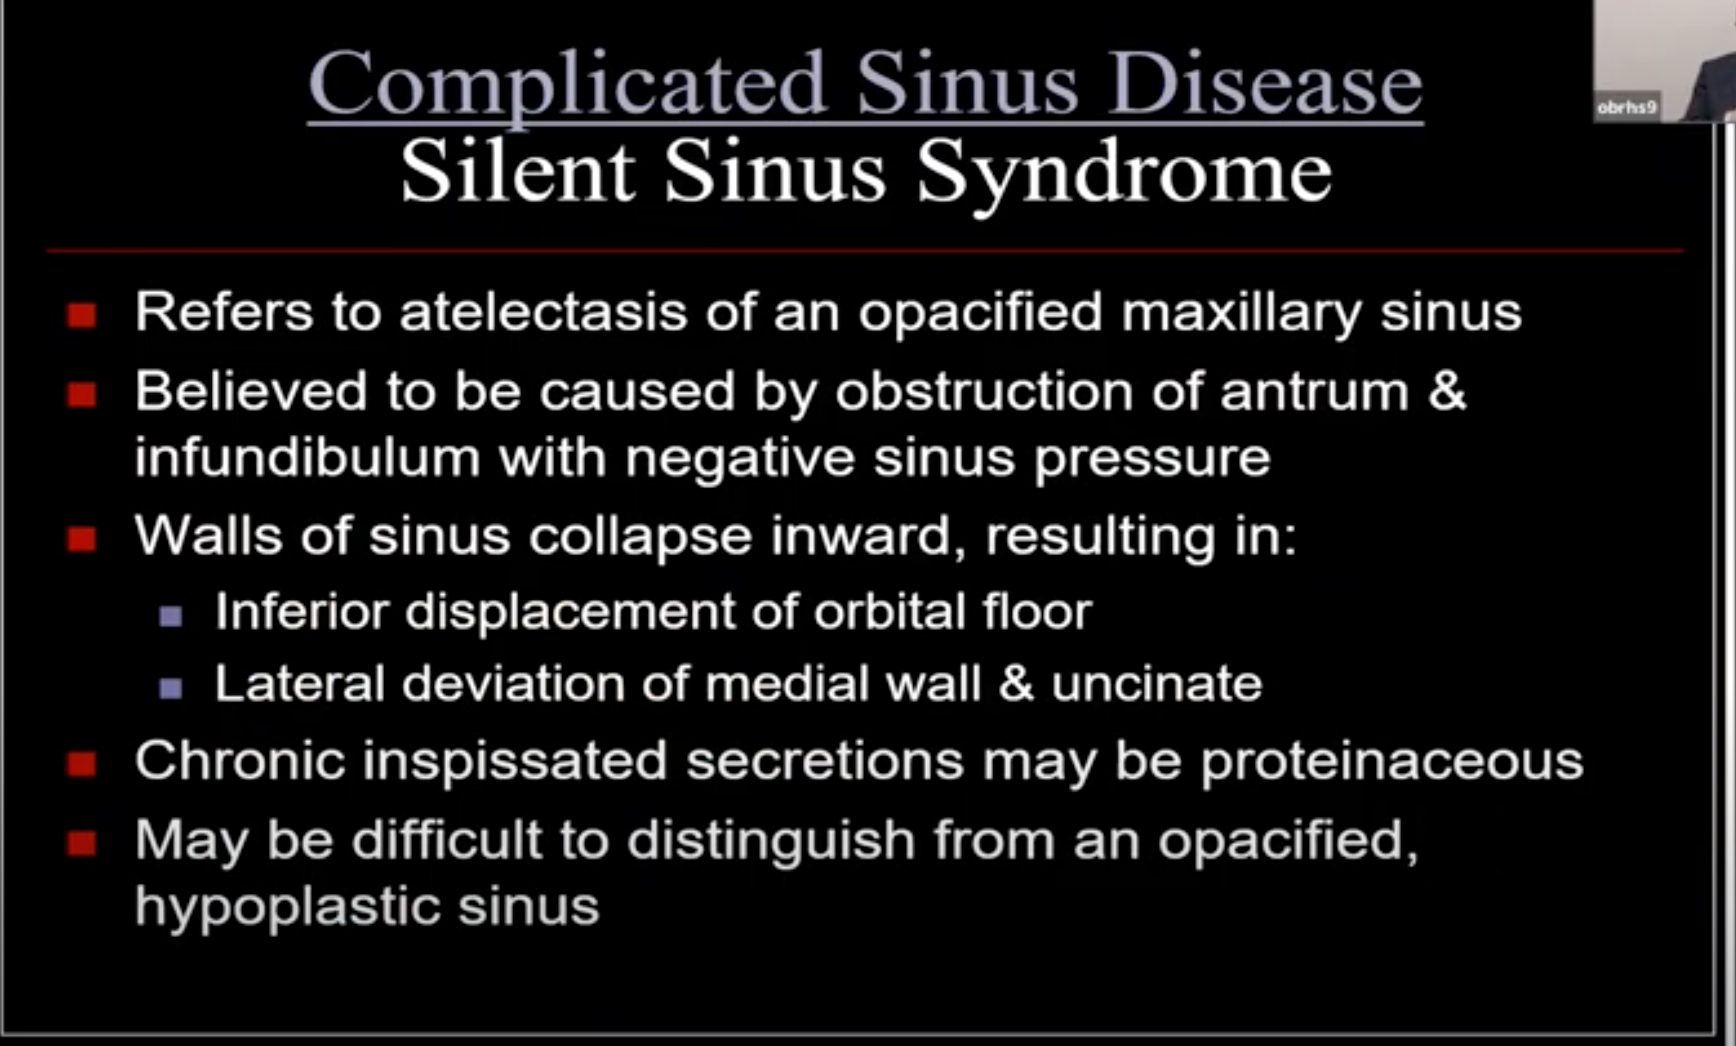 Complicated Sinus Disease
Silent Sinus Syndrome
obrhs9
Refers to atelectasis of an opacified maxillary sinus
Believed to be caused by obstruction of antrum &
infundibulum with negative sinus pressure
Walls of sinus collapse inward, resulting in:
Inferior displacement of orbital floor
Lateral deviation of medial wall & uncinate
Chronic inspissated secretions may be proteinaceous
May be difficult to distinguish from an opacified,
hypoplastic sinus